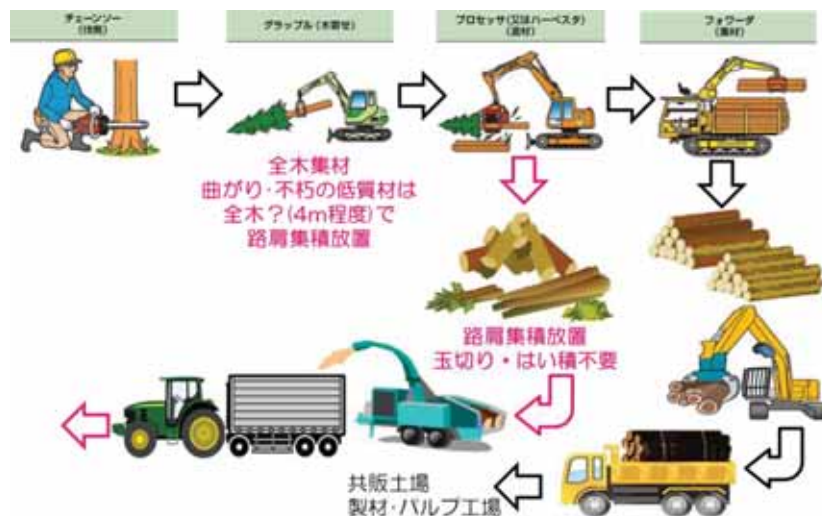 チェーンソー
(伐倒)
グラップル(木寄せ)
プロセッサ(又はハーベスタ)
(造材)
フォワーダ
(集材)
全木集材
曲がり・不朽の低質材は
全木?(4m程度)で
路肩集積放置
路肩集積放置
玉切り・はい積不要
共販土場
製材・パルプ工場